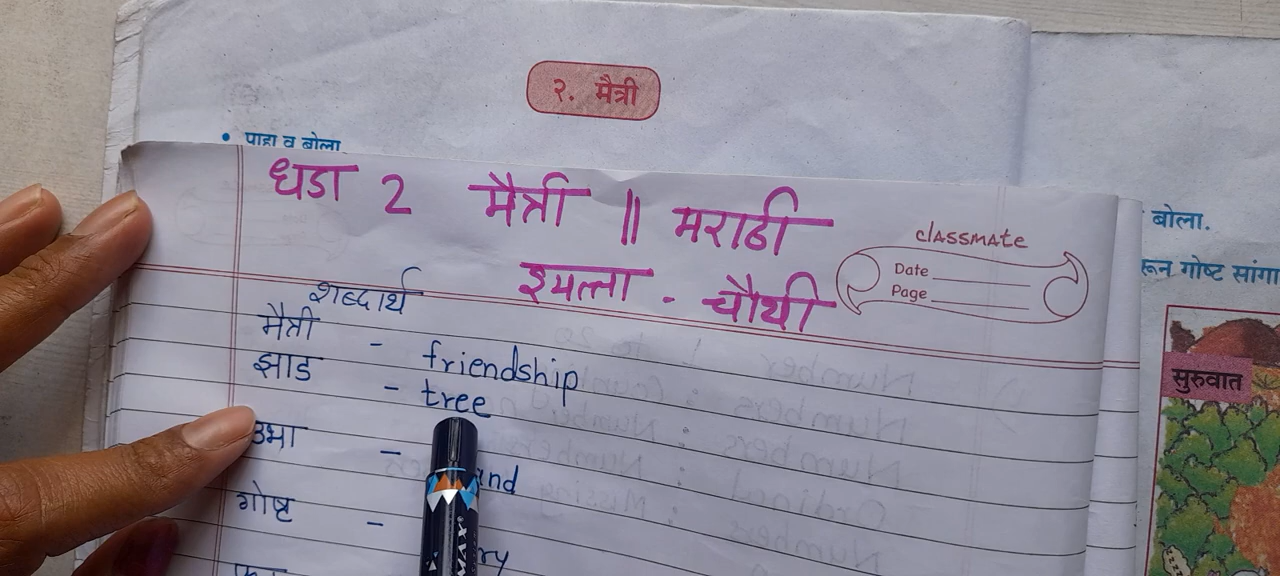 २. मैत्री
• पाहा व बोला
धडा 2 मैत्री || मराठी
इयत्ता - चौथी
classmate
Date
Page
शब्दार्थ
मैत्री - friendship
झाड - tree
उभा -
गोष्ट -
बोला.
गोष्ट सांगा
सुरुवात